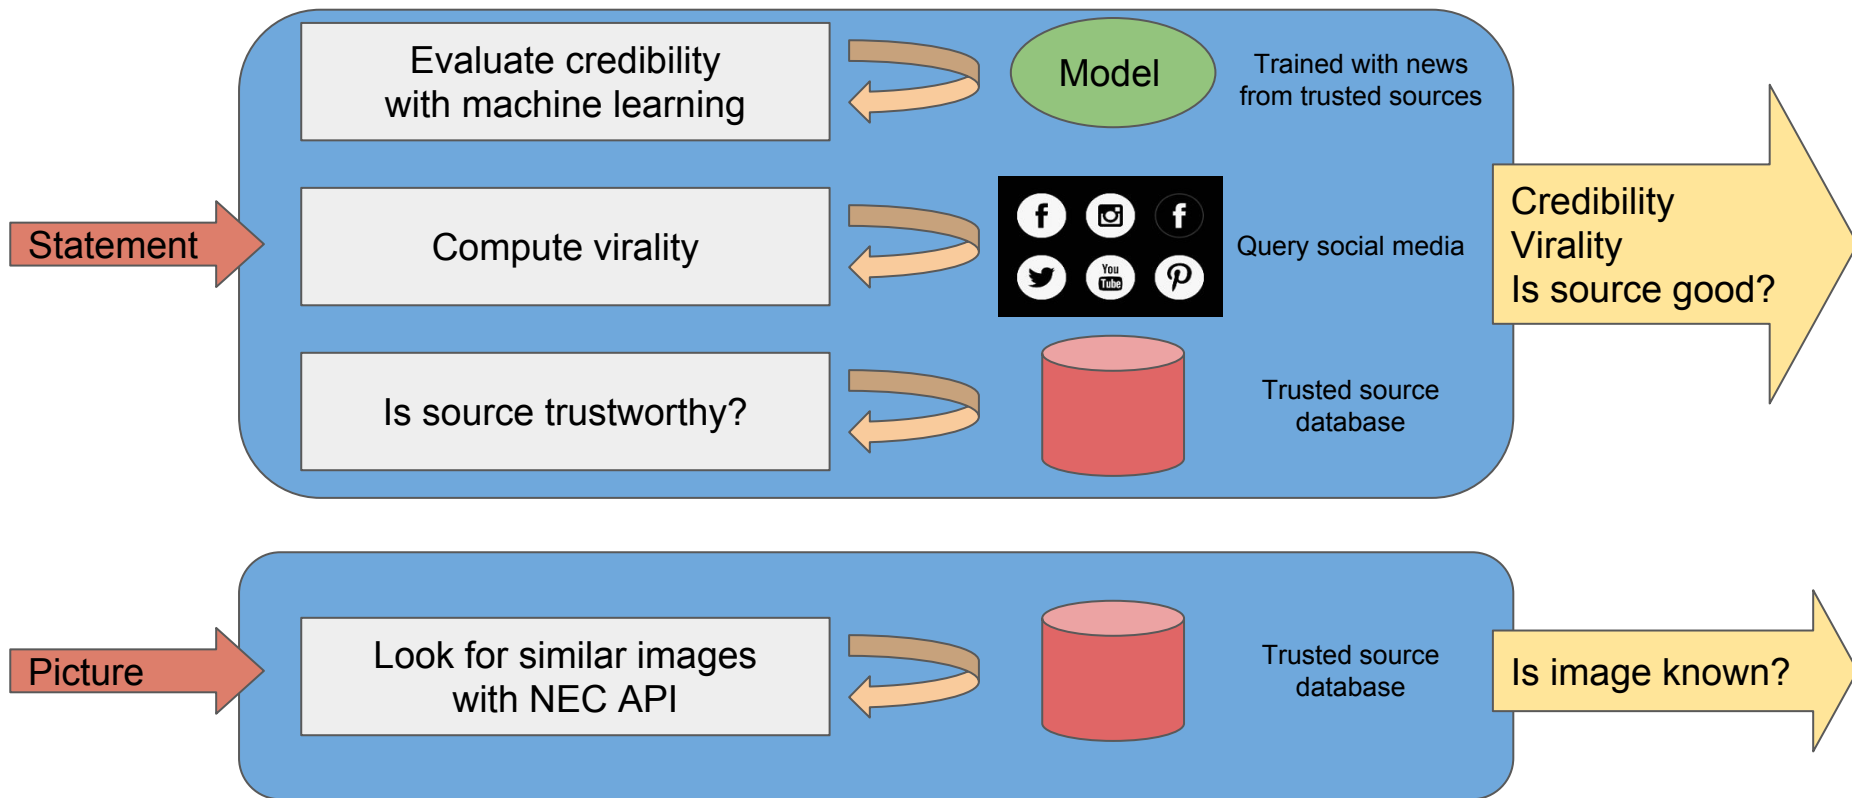 Evaluate credibility
with machine learning
Model
Trained with news
from trusted sources
Statement
Compute virality
f
f
You
Tube
Query social media
Credibility
Virality
Is source good?
Is source trustworthy?
Trusted source
database
Picture
Look for similar images
with NEC API
Trusted source
database
Is image known?